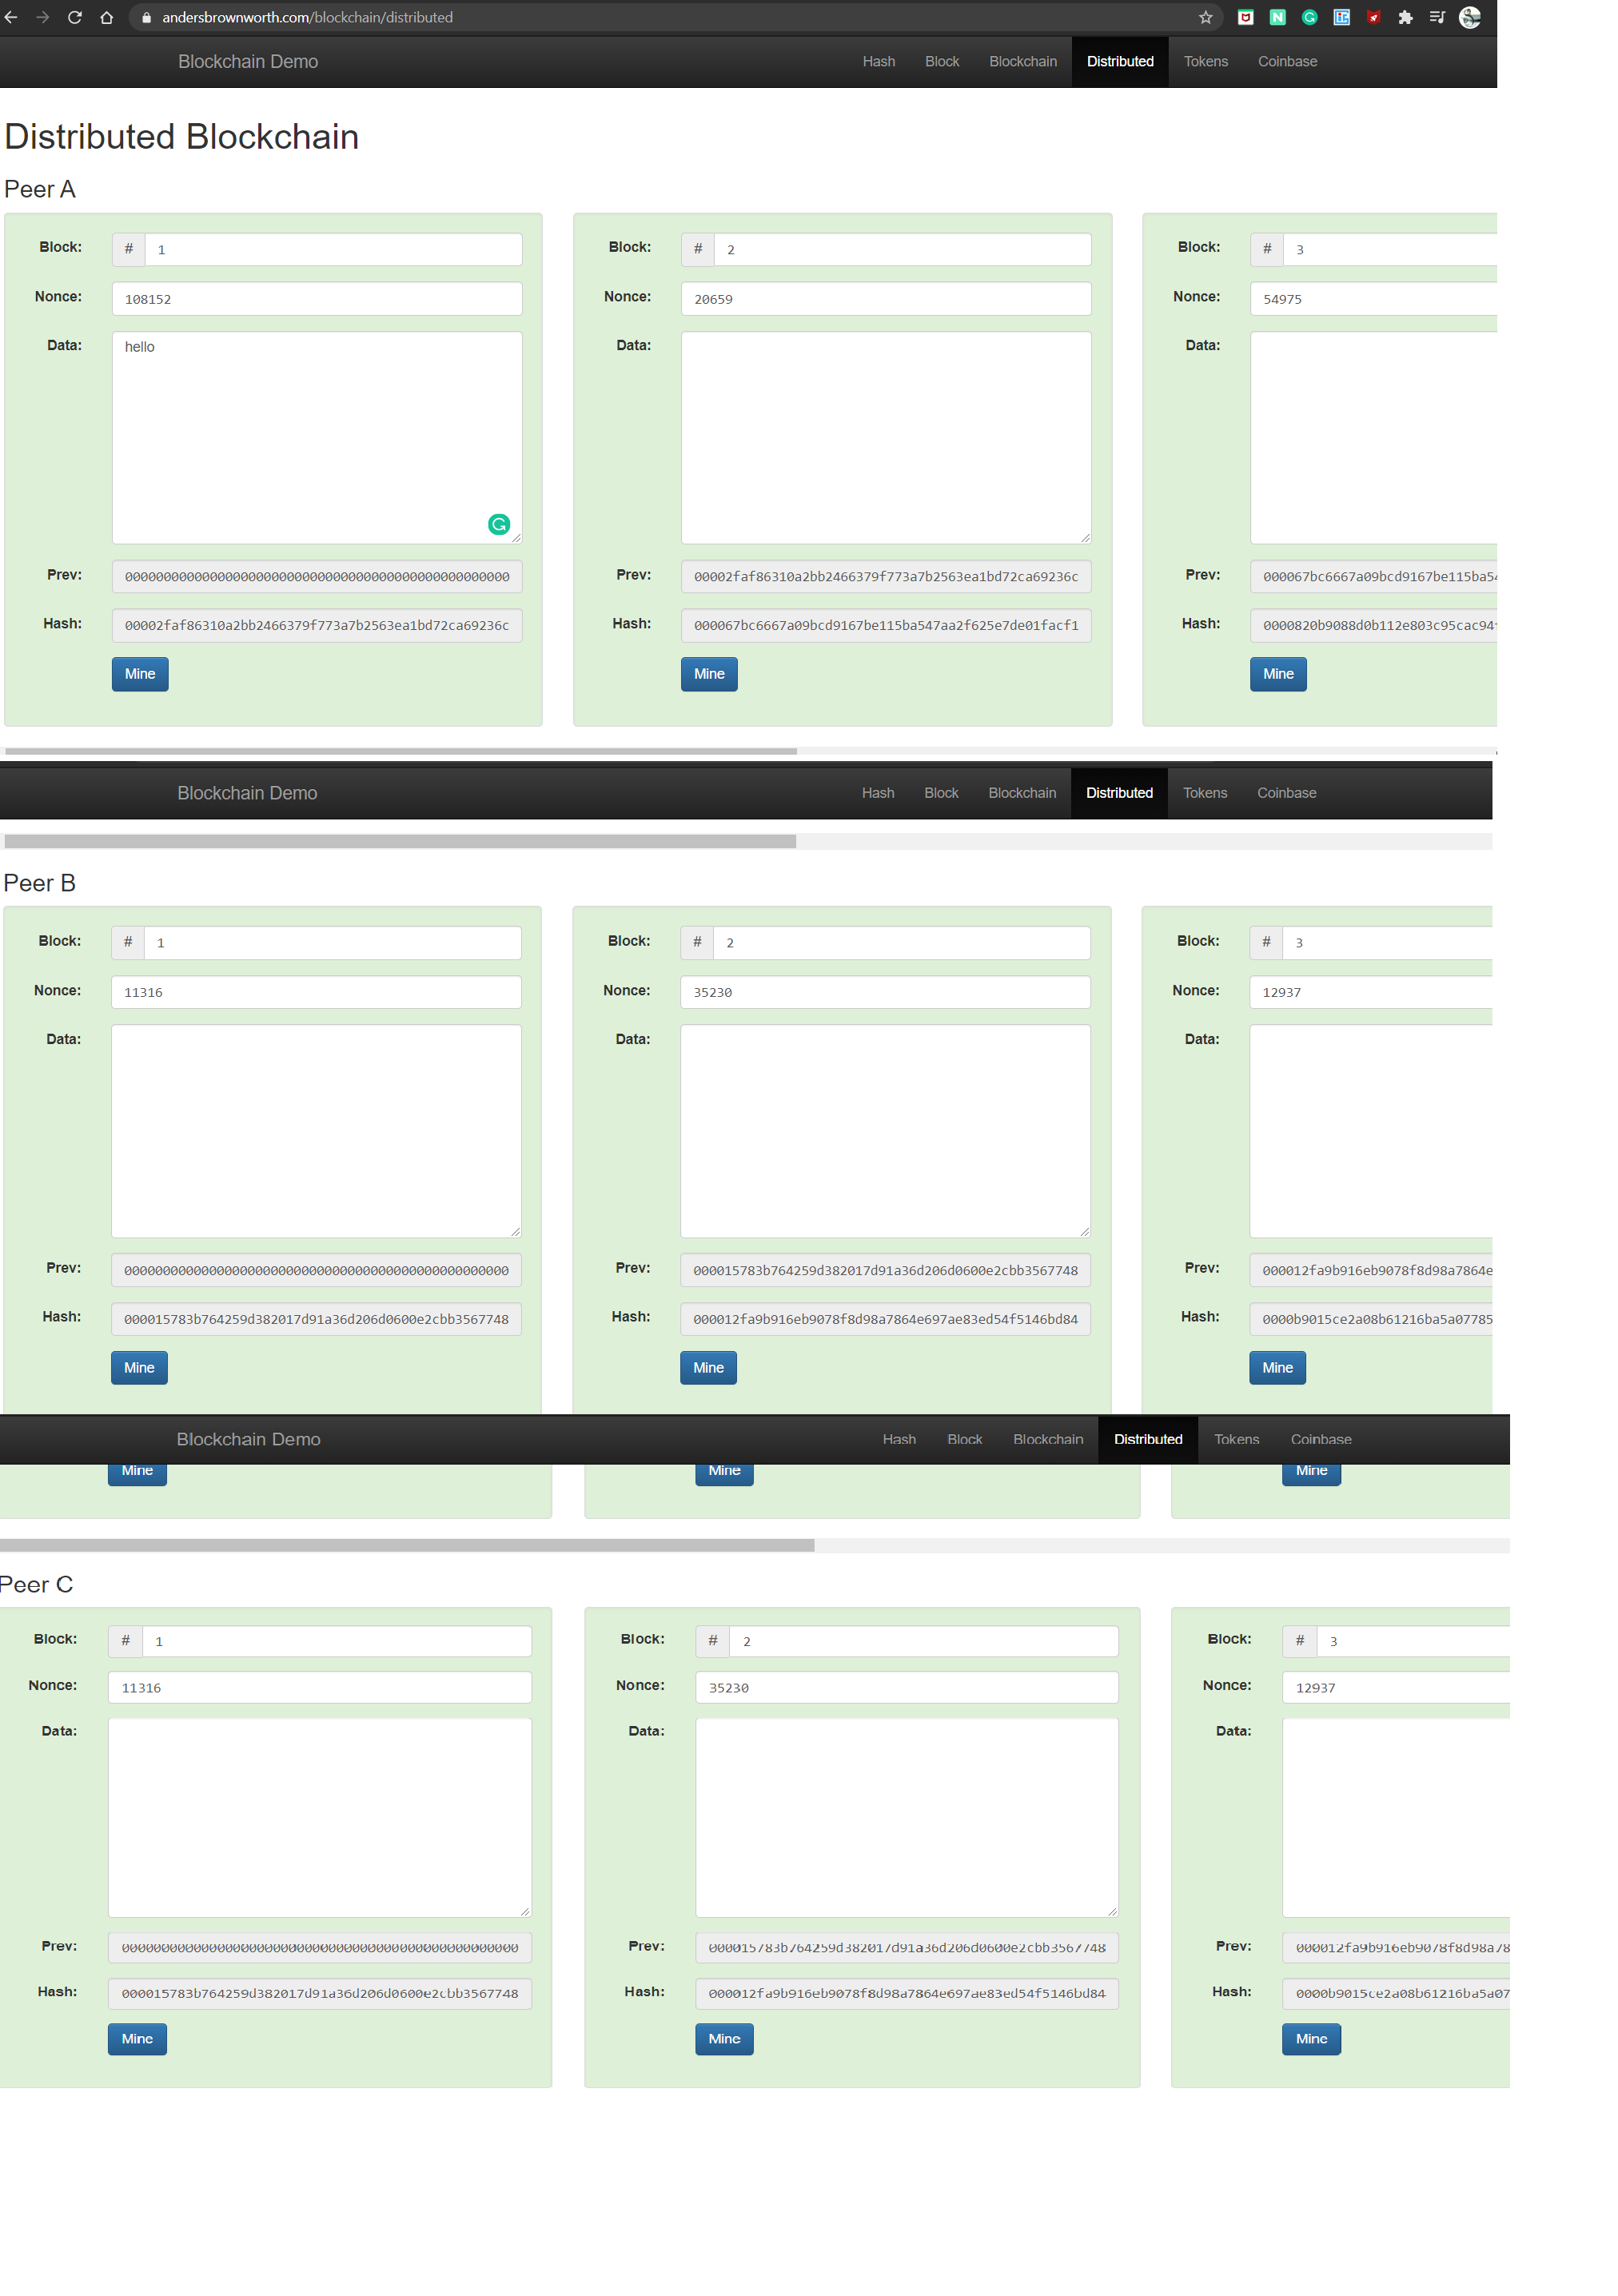 andersbrownworth.com/blockchain/distributed
Blockchain Demo Hash Block Blockchain Distributed Tokens Coinbase
Distributed Blockchain
Peer A
Block: # 1 Block: # 2 Block: # 3
Nonce: 108152 Nonce: 20659 Nonce: 54975
Data: hello Data: Data:
Prev: 00000000000000000000000000000000000000000000000000 Prev: 00002faf86310a2bb2466379f773a7b2563ea1bd72ca69236c Prev: 000067bc6667a09bcd9167be115ba54
Hash: 00002faf86310a2bb2466379f773a7b2563ea1bd72ca69236c Hash: 000067bc6667a09bcd9167be115ba547aa2f625e7de01facf1 Hash: 0000820b9088d0b112e803c95cac94
Mine Mine Mine
Blockchain Demo Hash Block Blockchain Distributed Tokens Coinbase
Peer B
Block: # 1 Block: # 2 Block: # 3
Nonce: 11316 Nonce: 35230 Nonce: 12937
Data: Data: Data:
Prev: 00000000000000000000000000000000000000000000000000 Prev: 000015783b764259d382017d91a36d206d0600e2cbb3567748 Prev: 000012fa9b916eb9078f8d98a7864e
Hash: 000015783b764259d382017d91a36d206d0600e2cbb3567748 Hash: 000012fa9b916eb9078f8d98a7864e697ae83ed54f5146bd84 Hash: 0000b9015ce2a08b61216ba5a07785
Mine Mine Mine
Blockchain Demo Hash Block Blockchain Distributed Tokens Coinbase
Mine Mine Mine
Peer C
Block: # 1 Block: # 2 Block: # 3
Nonce: 11316 Nonce: 35230 Nonce: 12937
Data: Data: Data:
Prev: 00000000000000000000000000000000000000000000000000 Prev: 000015783b764259d382017d91a36d206d0600e2cbb3567748 Prev: 000012fa9b916eb9078f8d98a78
Hash: 000015783b764259d382017d91a36d206d0600e2cbb3567748 Hash: 000012fa9b916eb9078f8d98a7864e697ae83ed54f5146bd84 Hash: 0000b9015ce2a08b61216ba5a07
Mine Mine Mine